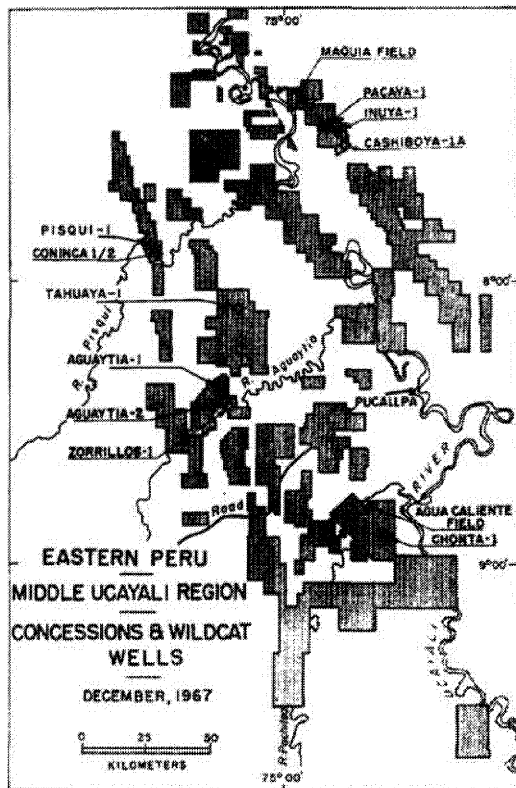 75°00'
MAQUIA FIELD
PACAYA-1
INUYA-1
CASHIBOYA-1A
PISQUI-1
CONINCA 1/2
8°00'
TAHUAYA-1
R. Pisqui
R. Aguaytia
AGUAYTIA-1
AGUAYTIA-2
PUCALLPA
ZORRILLOS-1
RIVER
Road
AGUA CALIENTE
FIELD
CHONTA-1
9°00'
EASTERN PERU
MIDDLE UCAYALI REGION
CONCESSIONS & WILDCAT
WELLS
DECEMBER, 1967
UCAYALI
0 25 50
KILOMETERS
R. Pachitea
75°00'